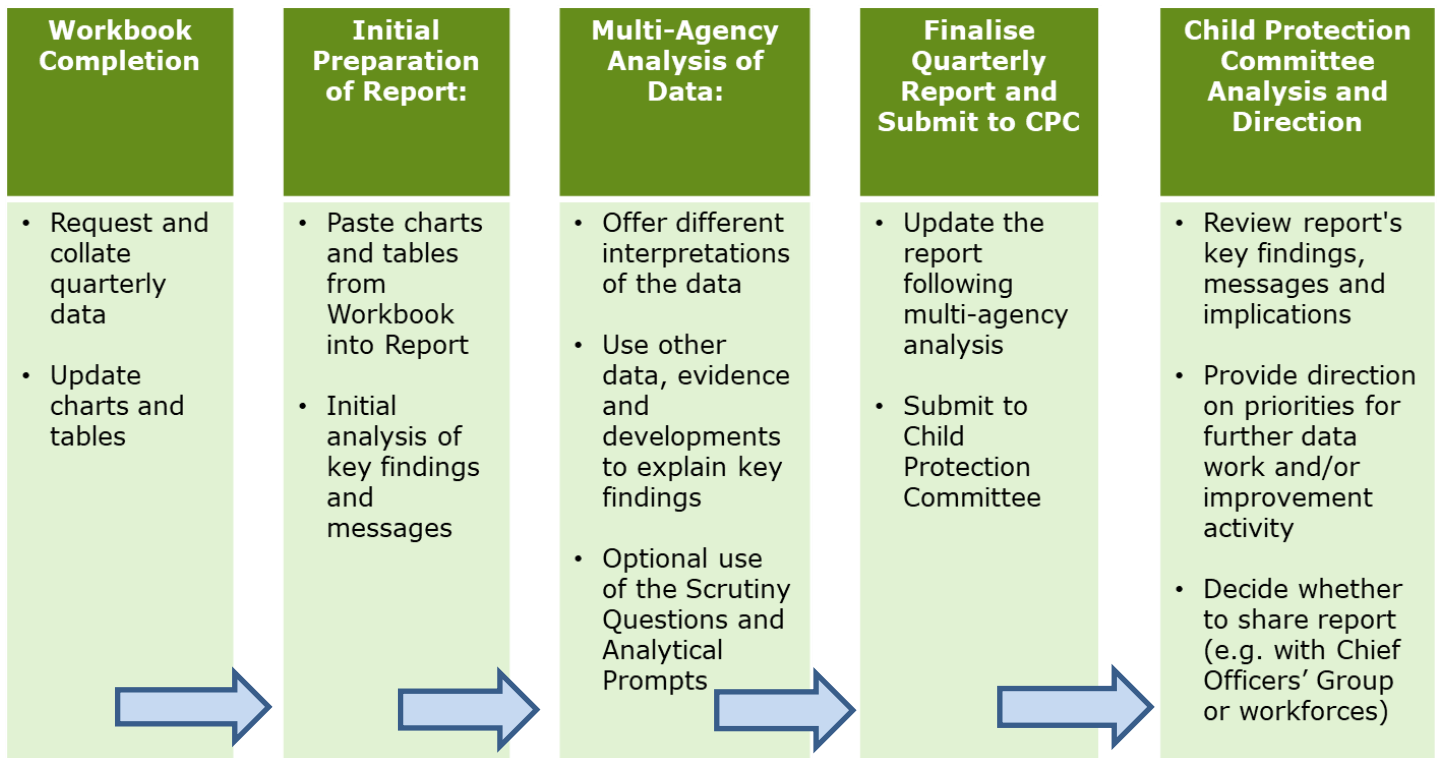 Workbook
Completion
• Request and
collate
quarterly
data
• Update
charts and
tables
Initial
Preparation
of Report:
• Paste charts
and tables
from
Workbook
into Report
• Initial
analysis of
key findings
and
messages
Multi-Agency
Analysis of
Data:
• Offer different
interpretations
of the data
• Use other
data, evidence
and
developments
to explain key
findings
• Optional use
of the Scrutiny
Questions and
Analytical
Prompts
Finalise
Quarterly
Report and
Submit to CPC
• Update the
report
following
multi-agency
analysis
• Submit to
Child
Protection
Committee
Child Protection
Committee
Analysis and
Direction
• Review report's
key findings,
messages and
implications
• Provide direction
on priorities for
further data
work and/or
improvement
activity
• Decide whether
to share report
(e.g. with Chief
Officers’ Group
or workforces)